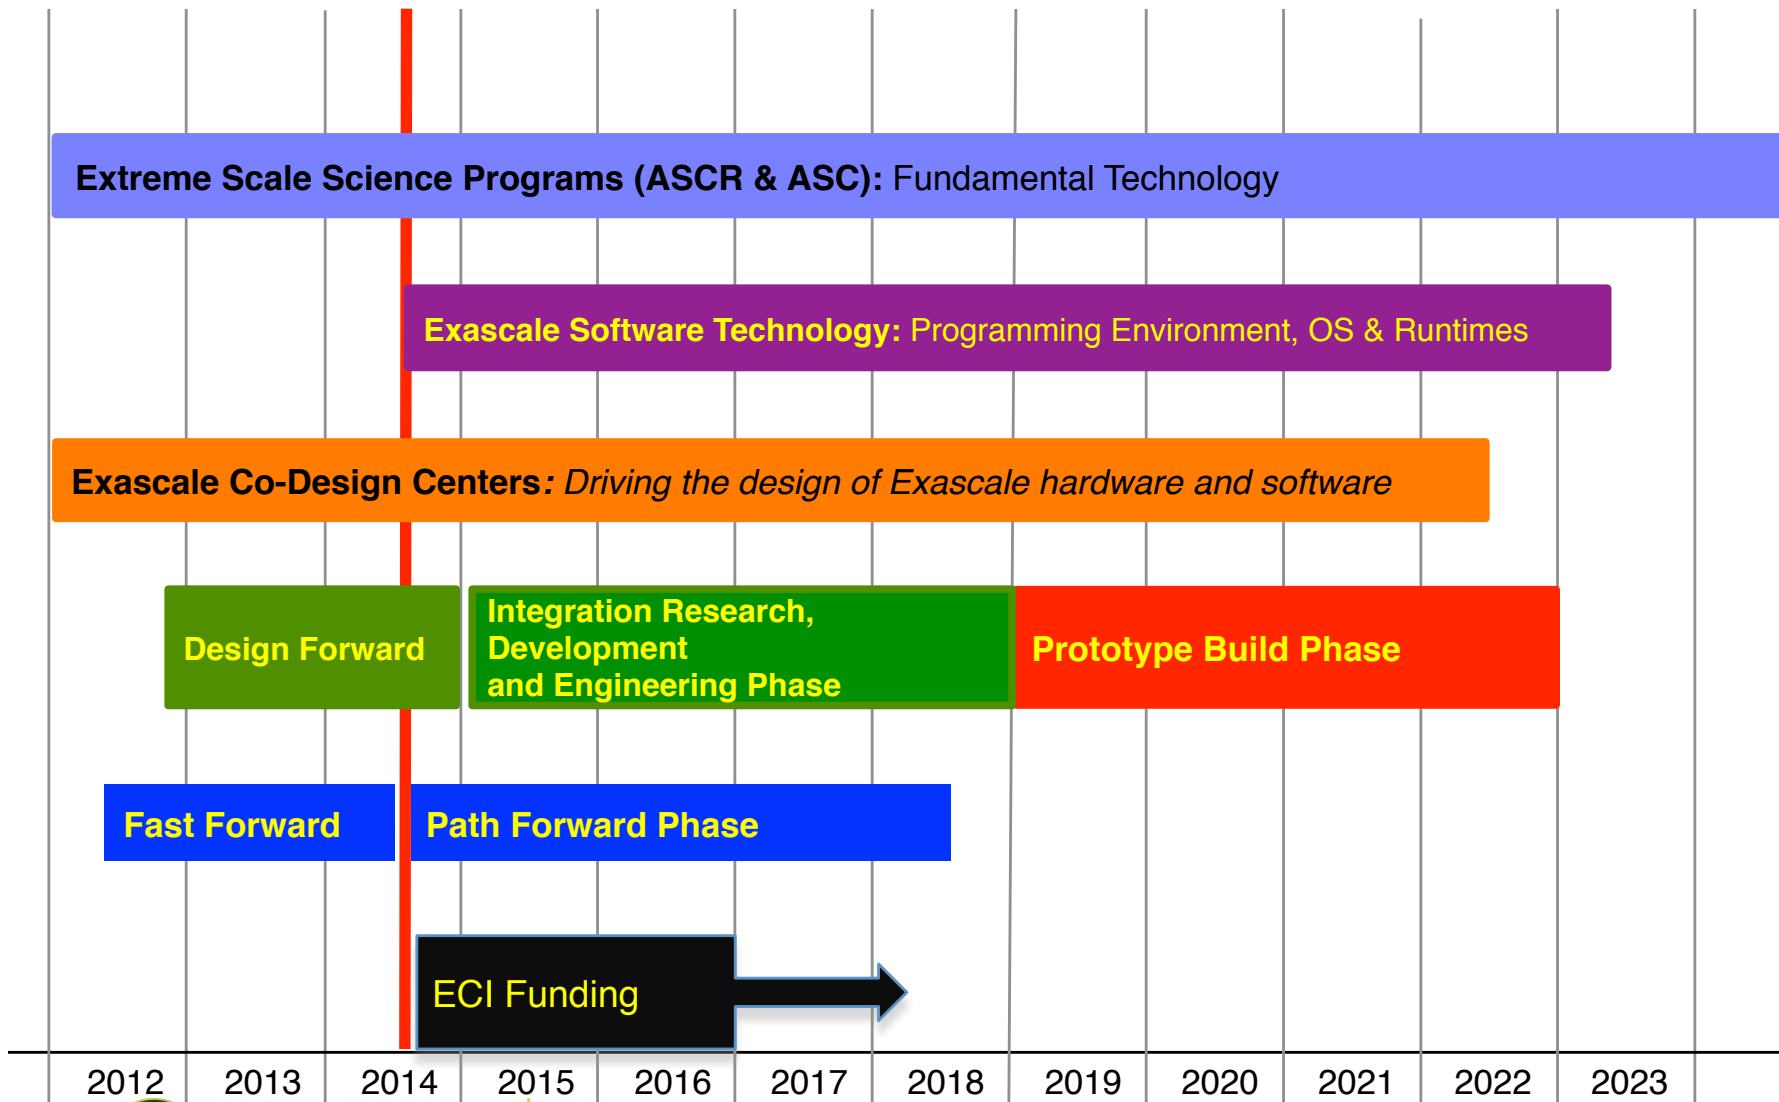 Extreme Scale Science Programs (ASCR & ASC): Fundamental Technology
Exascale Software Technology: Programming Environment, OS & Runtimes
Exascale Co-Design Centers: Driving the design of Exascale hardware and software
Design Forward
Integration Research,
Development
and Engineering Phase
Prototype Build Phase
Fast Forward
Path Forward Phase
ECI Funding
2012 2013 2014 2015 2016 2017 2018 2019 2020 2021 2022 2023